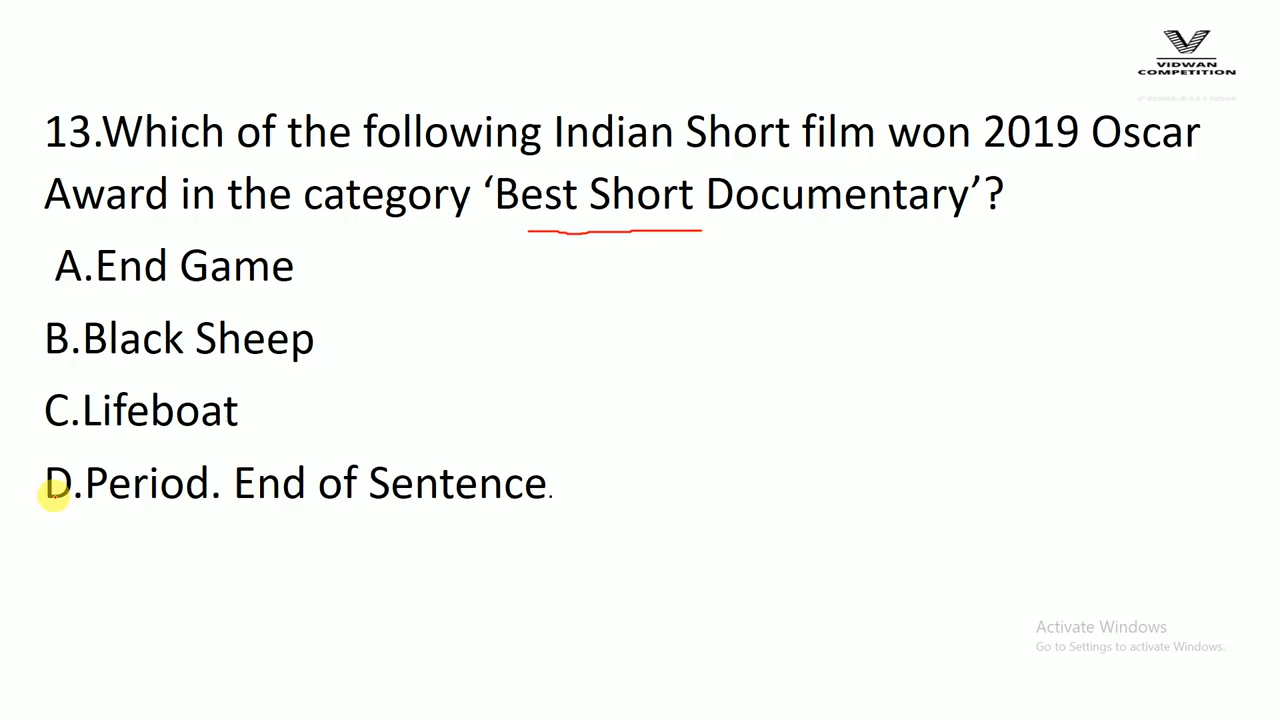 VIDWAN
COMPETITION
13.Which of the following Indian Short film won 2019 Oscar
Award in the category ‘Best Short Documentary’?
A.End Game
B.Black Sheep
C.Lifeboat
D.Period. End of Sentence.
Activate Windows
Go to Settings to activate Windows.